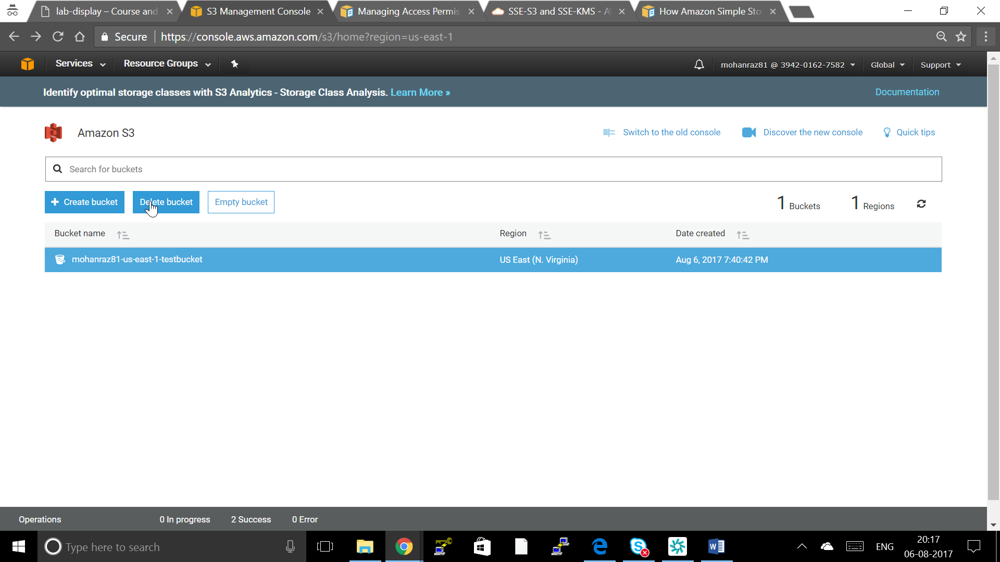 lab-display – Course and
S3 Management Console
Managing Access Permis
SSE-S3 and SSE-KMS - A
How Amazon Simple Sto
Secure
https://console.aws.amazon.com/s3/home?region=us-east-1
Services
Resource Groups
mohanraz81 @ 3942-0162-7582
Global
Support
Identify optimal storage classes with S3 Analytics - Storage Class Analysis. Learn More »
Documentation
Amazon S3
Switch to the old console
Discover the new console
Quick tips
Search for buckets
Create bucket
Delete bucket
Empty bucket
1 Buckets
1 Regions
Bucket name
Region
Date created
mohanraz81-us-east-1-testbucket
US East (N. Virginia)
Aug 6, 2017 7:40:42 PM
Operations
0 In progress
2 Success
0 Error
Type here to search
ENG
20:17
06-08-2017